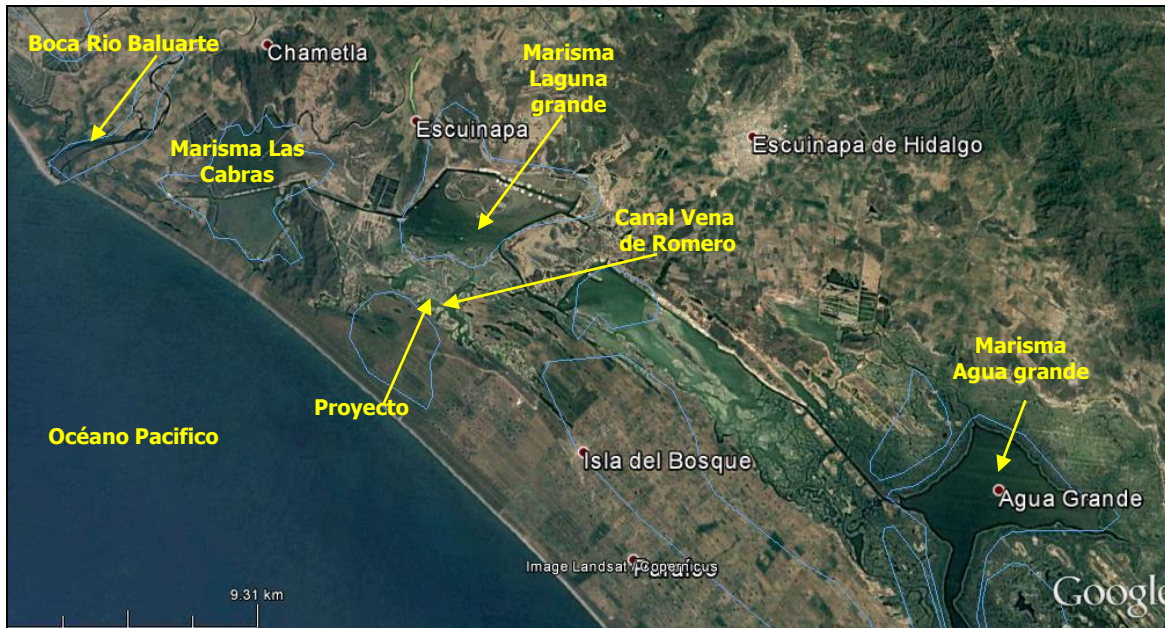 Boca Rio Baluarte
Chametla
Marisma
Laguna
grande
Escuinapa
Escuinapa de Hidalgo
Marisma Las
Cabras
Canal Vena
de Romero
Marisma
Agua grande
Proyecto
Océano Pacifico
Isla del Bosque
Agua Grande
Image Landsat / Copernicus
Paraíso
9.31 km
Google